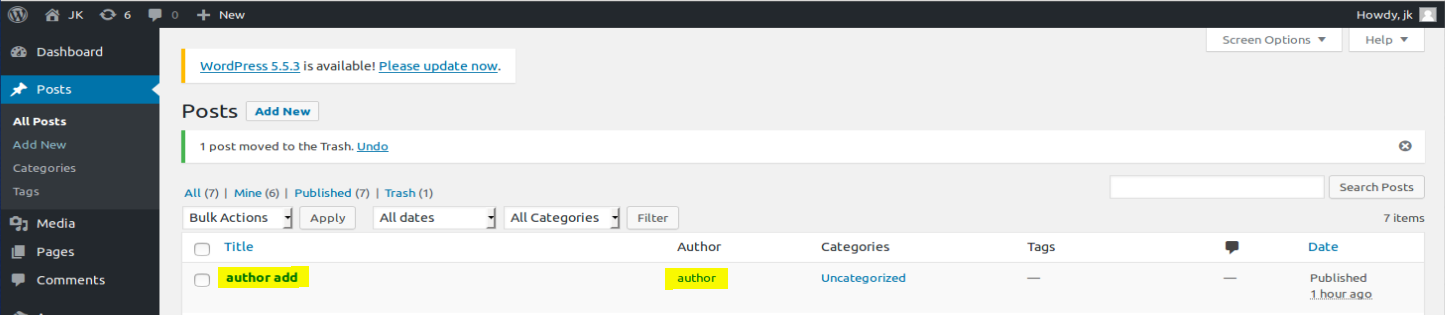 JK 6 0 New Howdy, jk
Dashboard
Posts
All Posts
Add New
Categories
Tags
Media
Pages
Comments
Screen Options Help
WordPress 5.5.3 is available! Please update now.
Posts Add New
1 post moved to the Trash. Undo
All (7) | Mine (6) | Published (7) | Trash (1)
Search Posts
Bulk Actions Apply All dates All Categories Filter 7 items
Title Author Categories Tags Date
author add author Uncategorized — — Published
1 hour ago